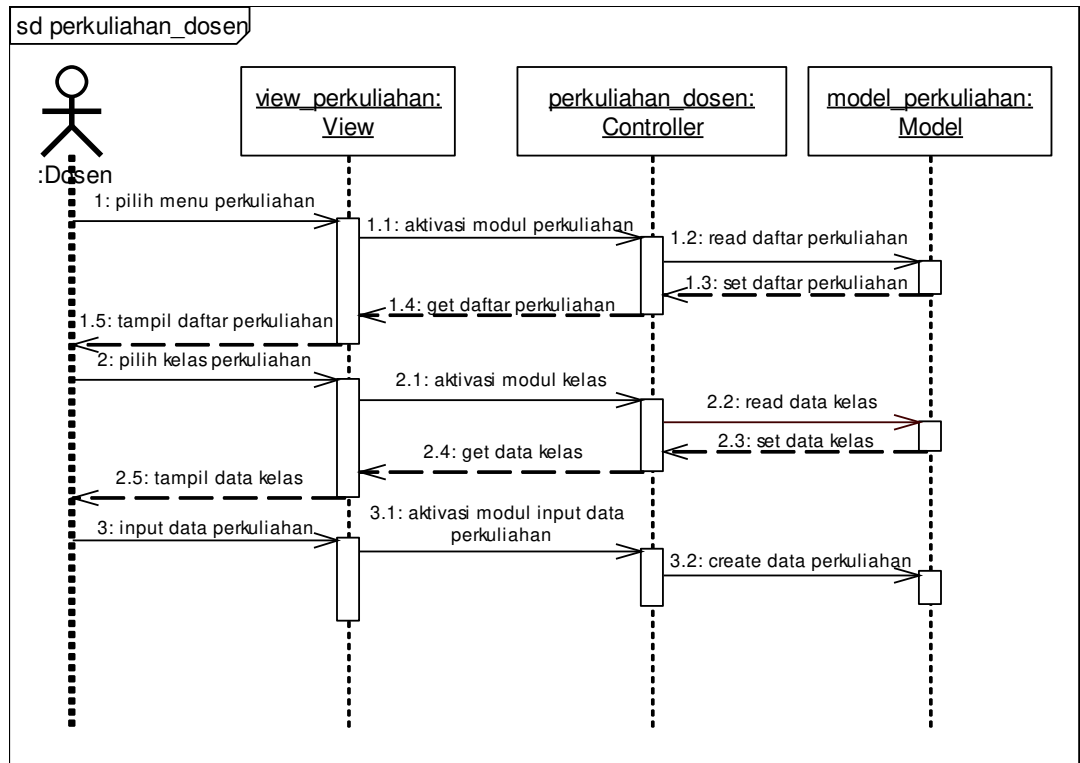 sd perkuliahan_dosen
view_perkuliahan:
View
perkuliahan_dosen:
Controller
model_perkuliahan:
Model
:Dosen
1: pilih menu perkuliahan
1.1: aktivasi modul perkuliahan
1.2: read daftar perkuliahan
1.3: set daftar perkuliahan
1.4: get daftar perkuliahan
1.5: tampil daftar perkuliahan
2: pilih kelas perkuliahan
2.1: aktivasi modul kelas
2.2: read data kelas
2.3: set data kelas
2.4: get data kelas
2.5: tampil data kelas
3: input data perkuliahan
3.1: aktivasi modul input data
perkuliahan
3.2: create data perkuliahan